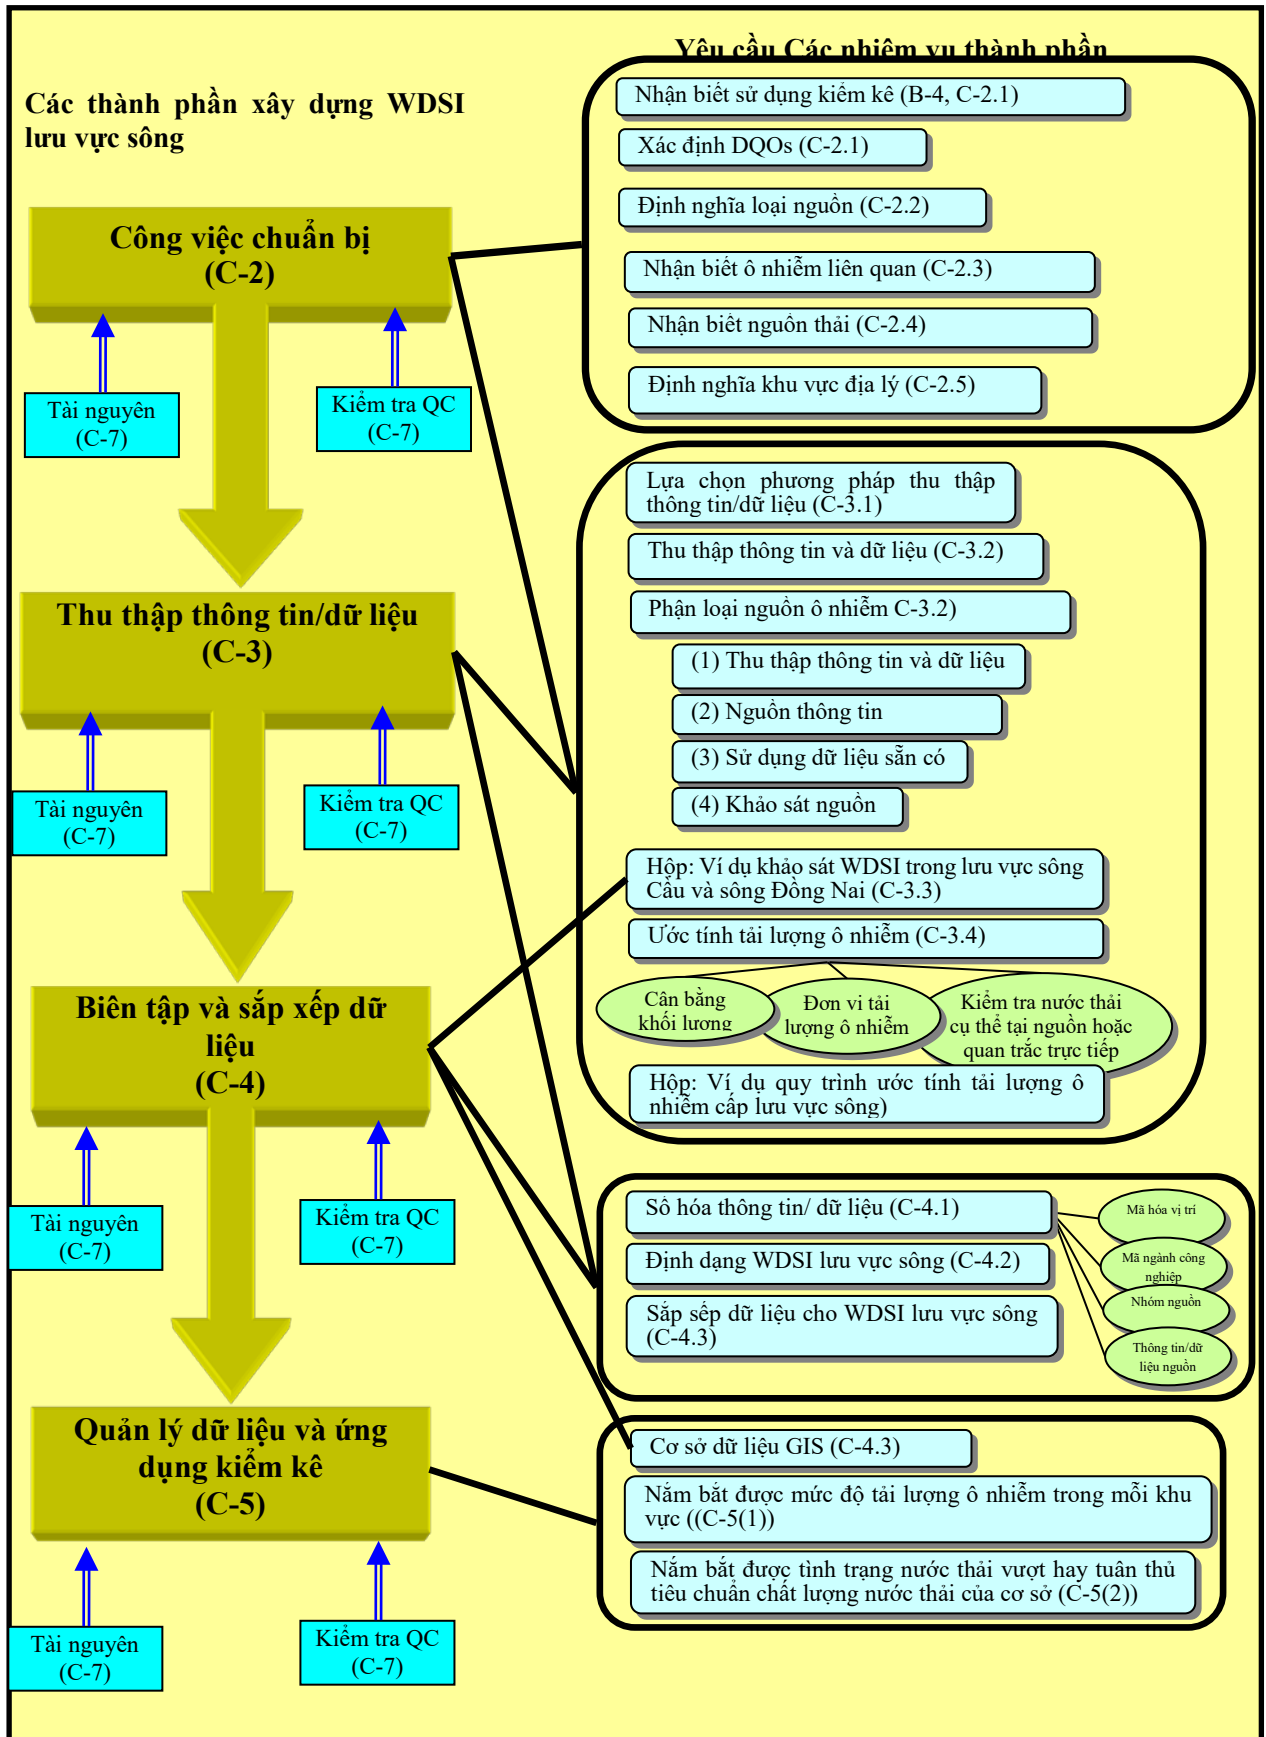 Yêu cầu Các nhiệm vụ thành phần
Các thành phần xây dựng WDSI
lưu vực sông
Công việc chuẩn bị
(C-2)
Tài nguyên
(C-7)
Kiểm tra QC
(C-7)
Nhận biết sử dụng kiểm kê (B-4, C-2.1)
Xác định DQOs (C-2.1)
Định nghĩa loại nguồn (C-2.2)
Nhận biết ô nhiễm liên quan (C-2.3)
Nhận biết nguồn thải (C-2.4)
Định nghĩa khu vực địa lý (C-2.5)
Thu thập thông tin/dữ liệu
(C-3)
Tài nguyên
(C-7)
Kiểm tra QC
(C-7)
Lựa chọn phương pháp thu thập
thông tin/dữ liệu (C-3.1)
Thu thập thông tin và dữ liệu (C-3.2)
Phận loại nguồn ô nhiễm C-3.2)
(1) Thu thập thông tin và dữ liệu
(2) Nguồn thông tin
(3) Sử dụng dữ liệu sẵn có
(4) Khảo sát nguồn
Hộp: Ví dụ khảo sát WDSI trong lưu vực sông
Cầu và sông Đồng Nai (C-3.3)
Ước tính tải lượng ô nhiễm (C-3.4)
Cân bằng
khối lương
Đơn vi tải
lượng ô nhiễm
Kiểm tra nước thải
cụ thể tại nguồn hoặc
quan trắc trực tiếp
Hộp: Ví dụ quy trình ước tính tải lượng ô
nhiễm cấp lưu vực sông)
Biên tập và sắp xếp dữ
liệu
(C-4)
Tài nguyên
(C-7)
Kiểm tra QC
(C-7)
Số hóa thông tin/ dữ liệu (C-4.1)
Định dạng WDSI lưu vực sông (C-4.2)
Sắp sếp dữ liệu cho WDSI lưu vực sông
(C-4.3)
Mã hóa vị trí
Mã ngành công
nghiệp
Nhóm nguồn
Thông tin/dữ
liệu nguồn
Quản lý dữ liệu và ứng
dụng kiểm kê
(C-5)
Tài nguyên
(C-7)
Kiểm tra QC
(C-7)
Cơ sở dữ liệu GIS (C-4.3)
Nắm bắt được mức độ tải lượng ô nhiễm trong mỗi khu
vực ((C-5(1))
Nắm bắt được tình trạng nước thải vượt hay tuân thủ
tiêu chuẩn chất lượng nước thải của cơ sở (C-5(2))